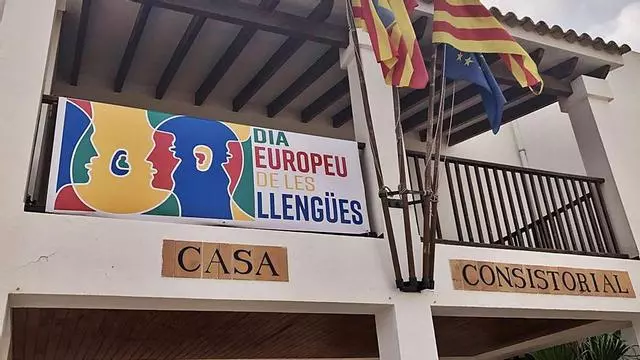 DIA
EUROPEU
DE LES
LLENGÜES
CASA
CONSISTORIAL